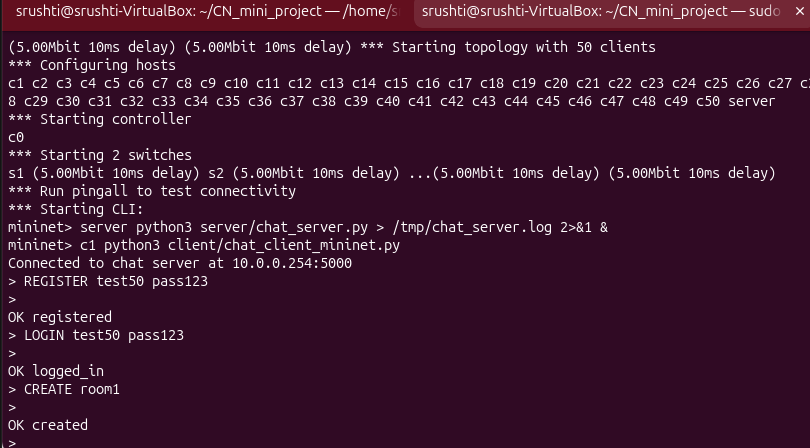 srushti@srushti-VirtualBox: ~/CN_mini_project — /home/s
srushti@srushti-VirtualBox: ~/CN_mini_project — sudo ×
(5.00Mbit 10ms delay) (5.00Mbit 10ms delay) *** Starting topology with 50 clients
*** Configuring hosts
c1 c2 c3 c4 c5 c6 c7 c8 c9 c10 c11 c12 c13 c14 c15 c16 c17 c18 c19 c20 c21 c22 c23 c24 c25 c26 c27 c2
8 c29 c30 c31 c32 c33 c34 c35 c36 c37 c38 c39 c40 c41 c42 c43 c44 c45 c46 c47 c48 c49 c50 server
*** Starting controller
c0
*** Starting 2 switches
s1 (5.00Mbit 10ms delay) s2 (5.00Mbit 10ms delay) ...(5.00Mbit 10ms delay) (5.00Mbit 10ms delay)
*** Run pingall to test connectivity
*** Starting CLI:
mininet> server python3 server/chat_server.py > /tmp/chat_server.log 2>&1 &
mininet> c1 python3 client/chat_client_mininet.py
Connected to chat server at 10.0.0.254:5000
> REGISTER test50 pass123
>
OK registered
> LOGIN test50 pass123
>
OK logged_in
> CREATE room1
>
OK created
>